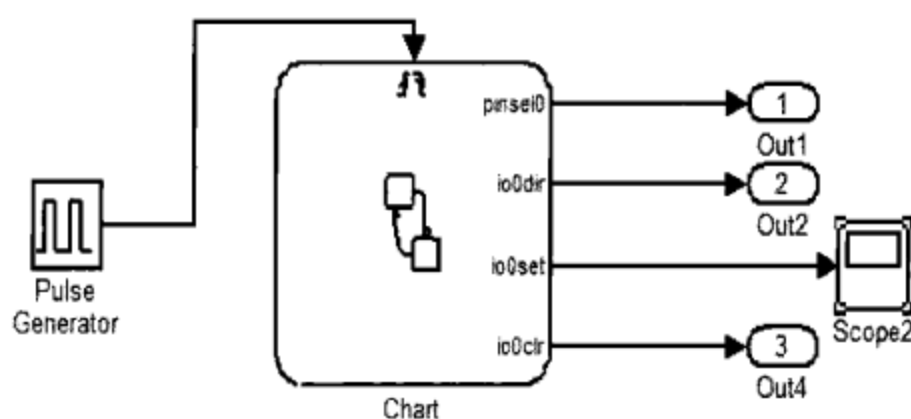 pinsel0
1
Out1
io0dir
2
Out2
io0set
Scope2
io0clr
3
Out4
Pulse
Generator
Chart